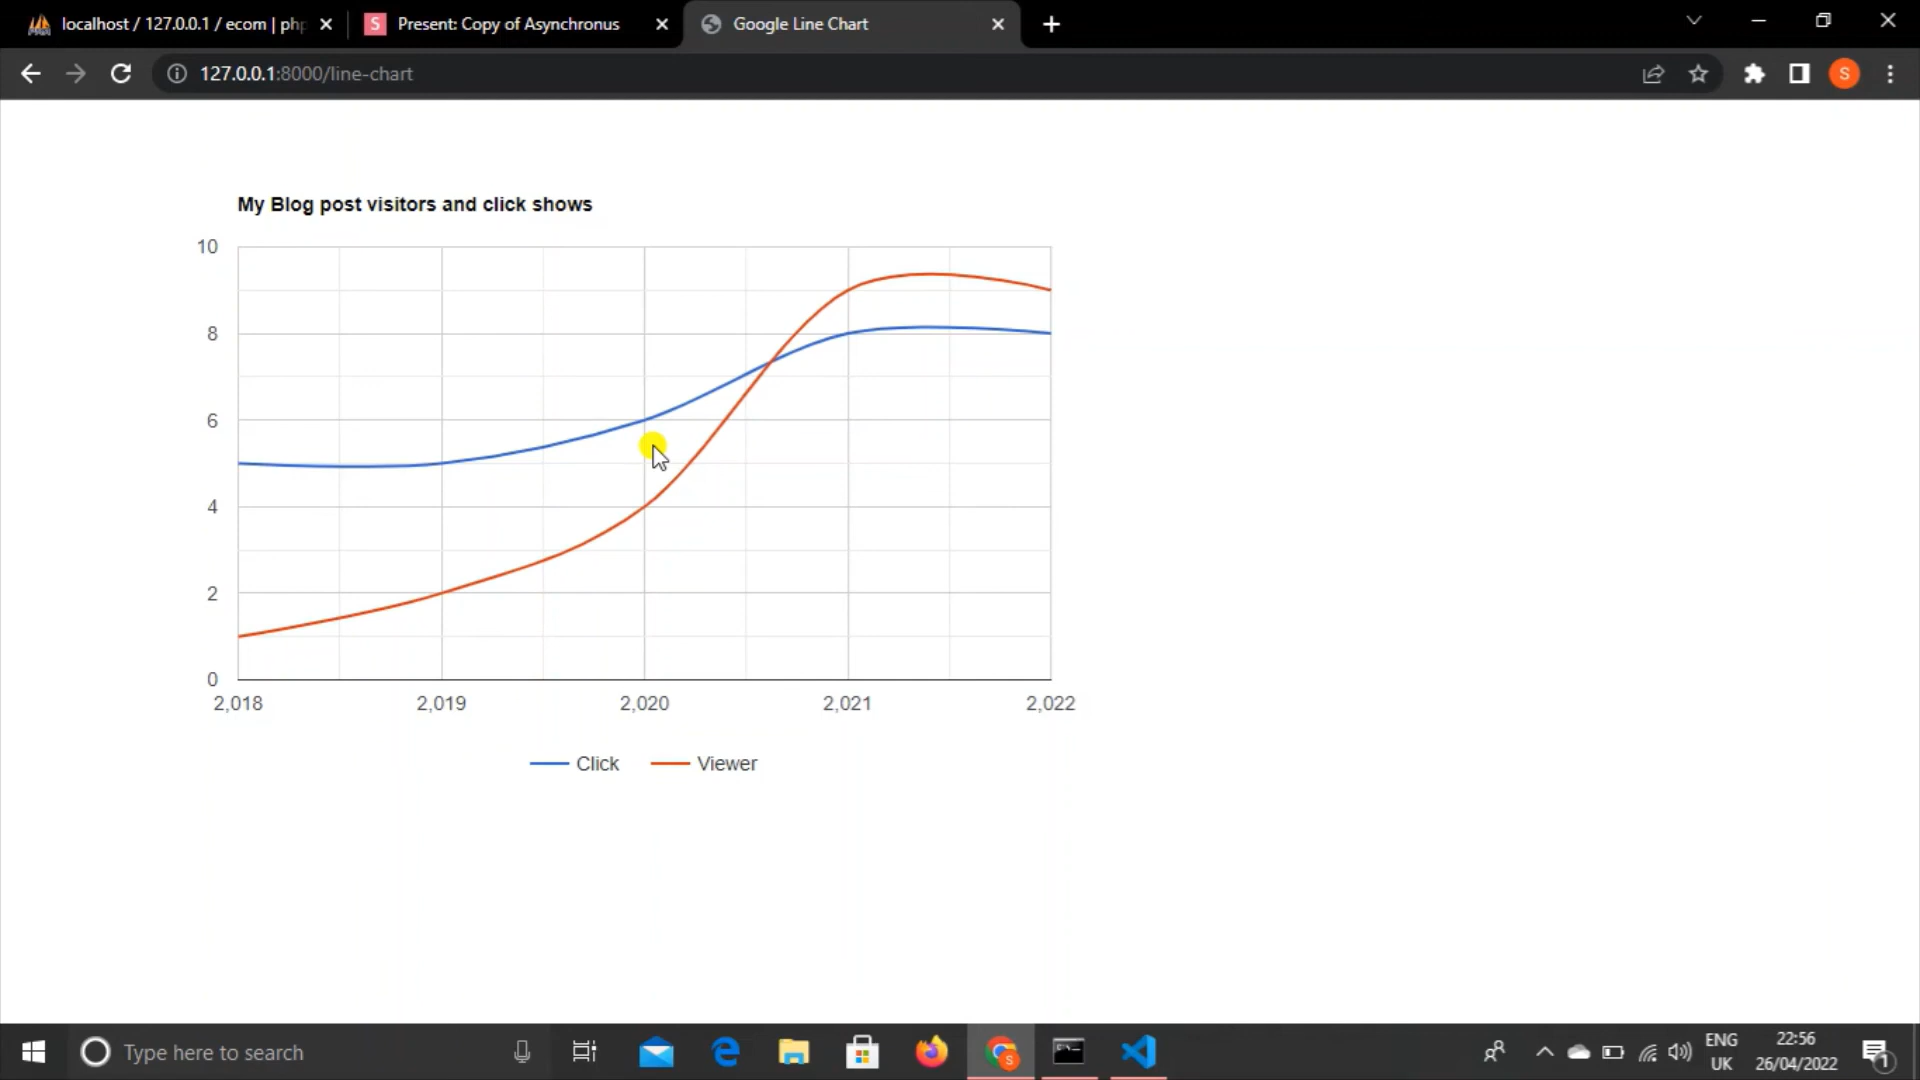 localhost / 127.0.0.1 / ecom | php
Present: Copy of Asynchronus
Google Line Chart
127.0.0.1:8000/line-chart
S
My Blog post visitors and click shows
10
8
6
4
2
0
2,018
2,019
2,020
2,021
2,022
Click
Viewer
Type here to search
ENG
UK
22:56
26/04/2022
1